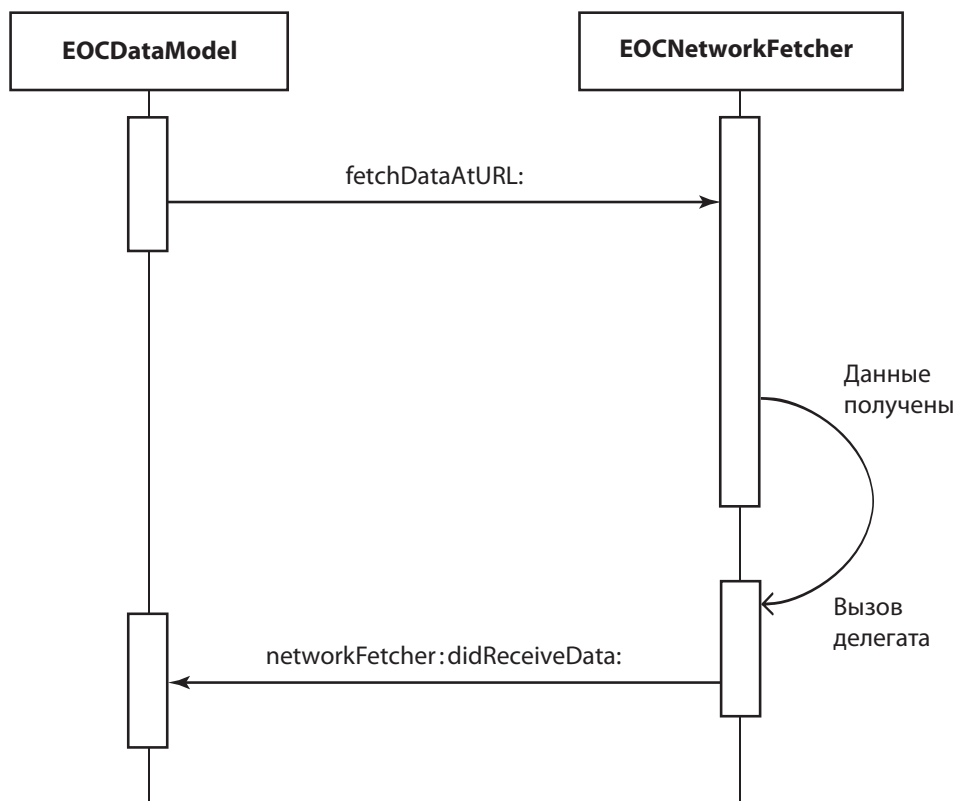 EOCDataModel
EOCNetworkFetcher
fetchDataAtURL:
Данные
получены
Вызов
делегата
networkFetcher:didReceiveData: